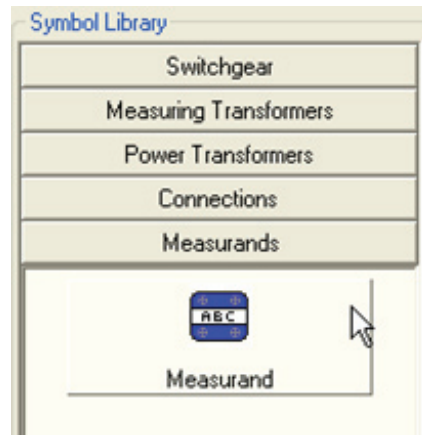 Symbol Library
Switchgear
Measuring Transformers
Power Transformers
Connections
Measurands
ABC
Measurand